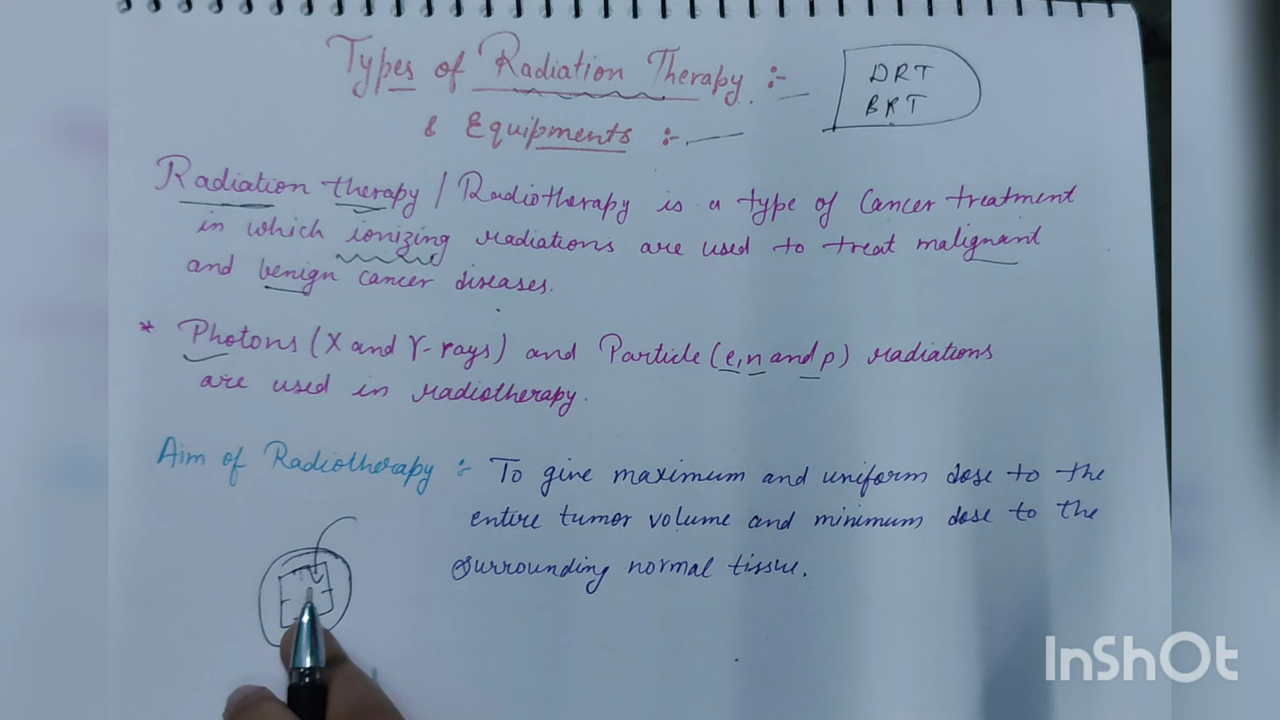 Types of Radiation Therapy :-
& Equipments :-
DRT
BRT
Radiation therapy / Radiotherapy is a type of Cancer treatment
in which ionizing radiations are used to treat malignant
and benign cancer diseases.
* Photons (X and γ-rays) and Particle (e, n and p) radiations
are used in radiotherapy.
Aim of Radiotherapy :- To give maximum and uniform dose to the
entire tumor volume and minimum dose to the
surrounding normal tissue.
InShOt